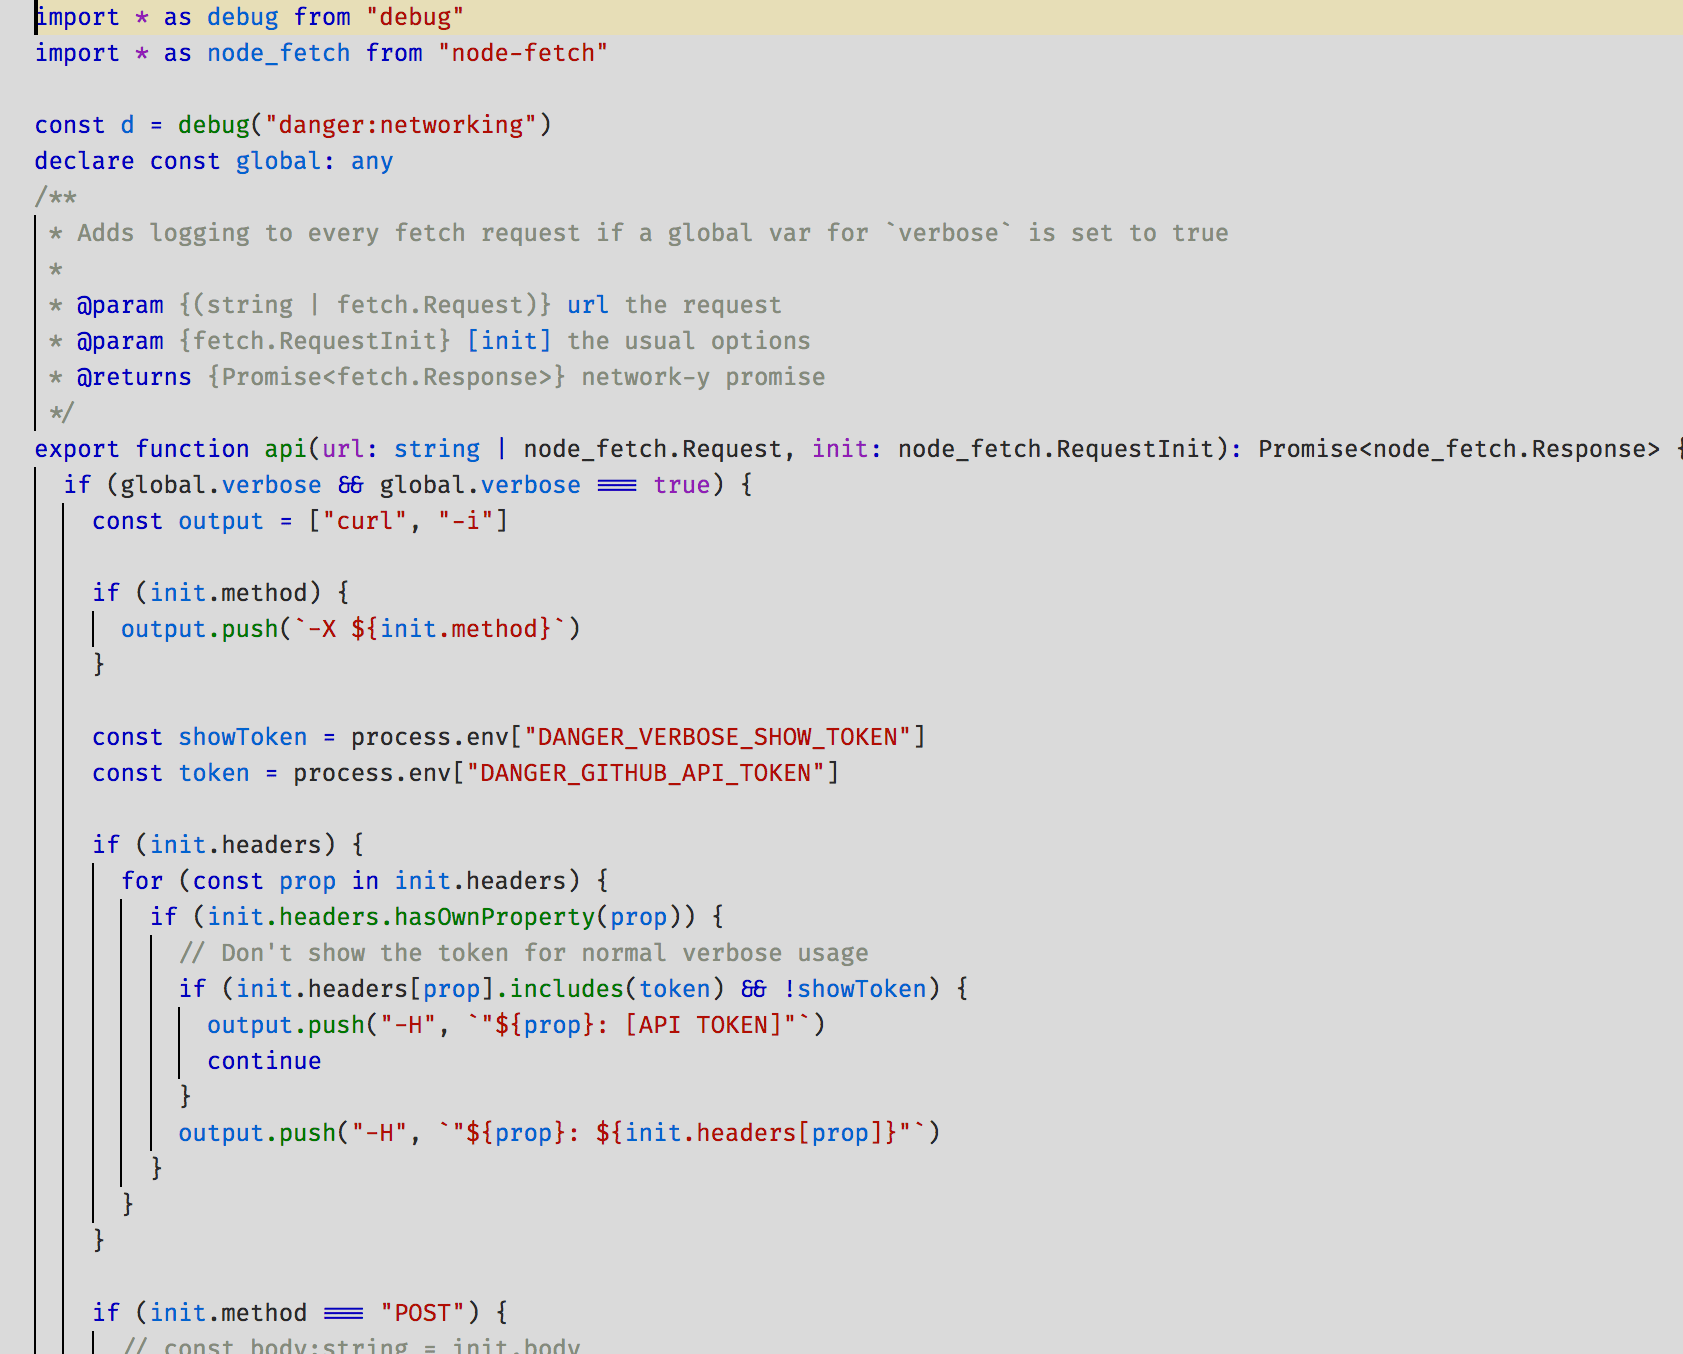 import * as debug from "debug"
import * as node_fetch from "node-fetch"
const d = debug("danger:networking")
declare const global: any
/**
* Adds logging to every fetch request if a global var for `verbose` is set to true
*
* @param {(string | fetch.Request)} url the request
* @param {fetch.RequestInit} [init] the usual options
* @returns {Promise<fetch.Response>} network-y promise
*/
export function api(url: string | node_fetch.Request, init: node_fetch.RequestInit): Promise<node_fetch.Response> {
if (global.verbose && global.verbose === true) {
const output = ["curl", "-i"]
if (init.method) {
output.push(`-X ${init.method}`)
}
const showToken = process.env["DANGER_VERBOSE_SHOW_TOKEN"]
const token = process.env["DANGER_GITHUB_API_TOKEN"]
if (init.headers) {
for (const prop in init.headers) {
if (init.headers.hasOwnProperty(prop)) {
// Don't show the token for normal verbose usage
if (init.headers[prop].includes(token) && !showToken) {
output.push("-H", `"${prop}: [API TOKEN]"`)
continue
}
output.push("-H", `"${prop}: ${init.headers[prop]}"`)
}
}
}
if (init.method === "POST") {
// const body:string = init.body